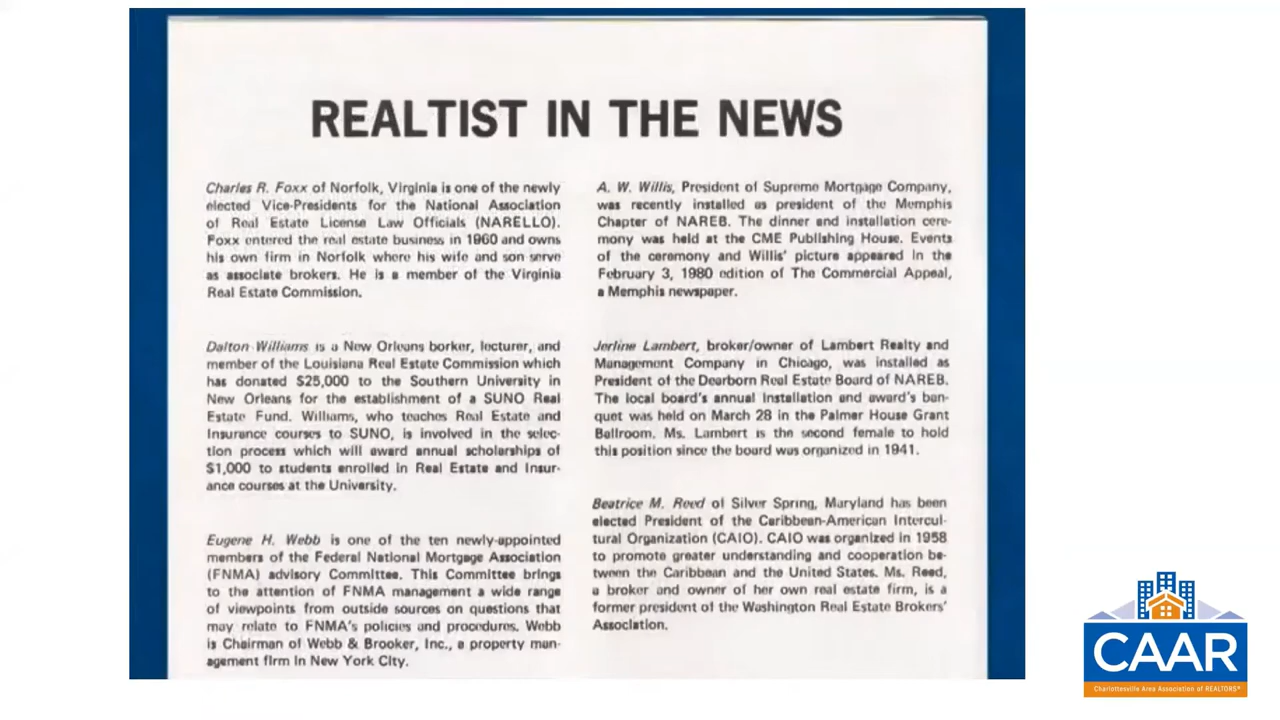 REALTIST IN THE NEWS
Charles R. Foxx of Norfolk, Virginia is one of the newly
elected Vice-Presidents for the National Association
of Real Estate License Law Officials (NARELLO).
Foxx entered the real estate business in 1960 and owns
his own firm in Norfolk where his wife and son serve
as associate brokers. He is a member of the Virginia
Real Estate Commission.
Dalton Williams is a New Orleans borker, lecturer, and
member of the Louisiana Real Estate Commission which
has donated $25,000 to the Southern University in
New Orleans for the establishment of a SUNO Real
Estate Fund. Williams, who teaches Real Estate and
Insurance courses to SUNO, is involved in the selec-
tion process which will award annual scholarships of
$1,000 to students enrolled in Real Estate and Insur-
ance courses at the University.
Eugene H. Webb is one of the ten newly-appointed
members of the Federal National Mortgage Association
(FNMA) advisory Committee. This Committee brings
to the attention of FNMA management a wide range
of viewpoints from outside sources on questions that
may relate to FNMA's policies and procedures. Webb
is Chairman of Webb & Brooker, Inc., a property man-
agement firm in New York City.
A. W. Willis, President of Supreme Mortgage Company,
was recently installed as president of the Memphis
Chapter of NAREB. The dinner and installation cere-
mony was held at the CME Publishing House. Events
of the ceremony and Willis' picture appeared in the
February 3, 1980 edition of The Commercial Appeal,
a Memphis newspaper.
Jerline Lambert, broker/owner of Lambert Realty and
Management Company in Chicago, was installed as
President of the Dearborn Real Estate Board of NAREB.
The local board's annual Installation and award's ban-
quet was held on March 28 in the Palmer House Grant
Ballroom. Ms. Lambert is the second female to hold
this position since the board was organized in 1941.
Beatrice M. Reed of Silver Spring, Maryland has been
elected President of the Caribbean-American Intercul-
tural Organization (CAIO). CAIO was organized in 1958
to promote greater understanding and cooperation be-
tween the Caribbean and the United States. Ms. Reed,
a broker and owner of her own real estate firm, is a
former president of the Washington Real Estate Brokers'
Association.
CAAR
Charlottesville Area Association of REALTORS®